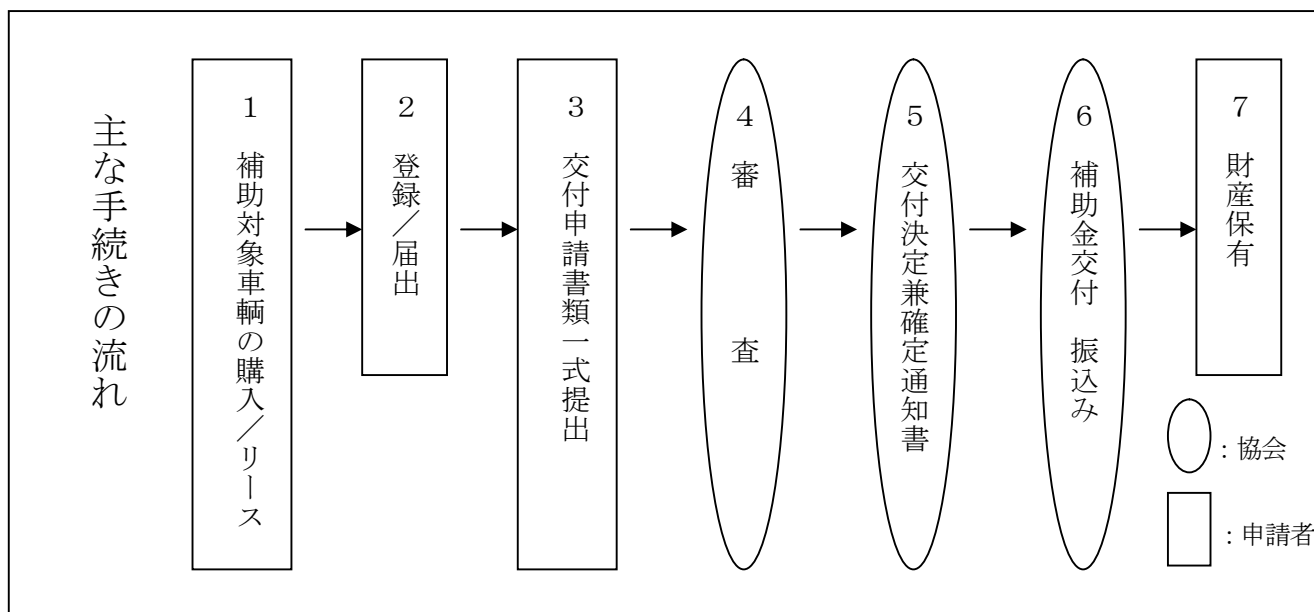 主な手続きの流れ
１ 補助対象車輌の購入／リース
２ 登録／届出
３ 交付申請書類一式提出
４ 審 査
５ 交付決定兼確定通知書
６ 補助金交付 振込み
７ 財産保有
：協会
：申請者